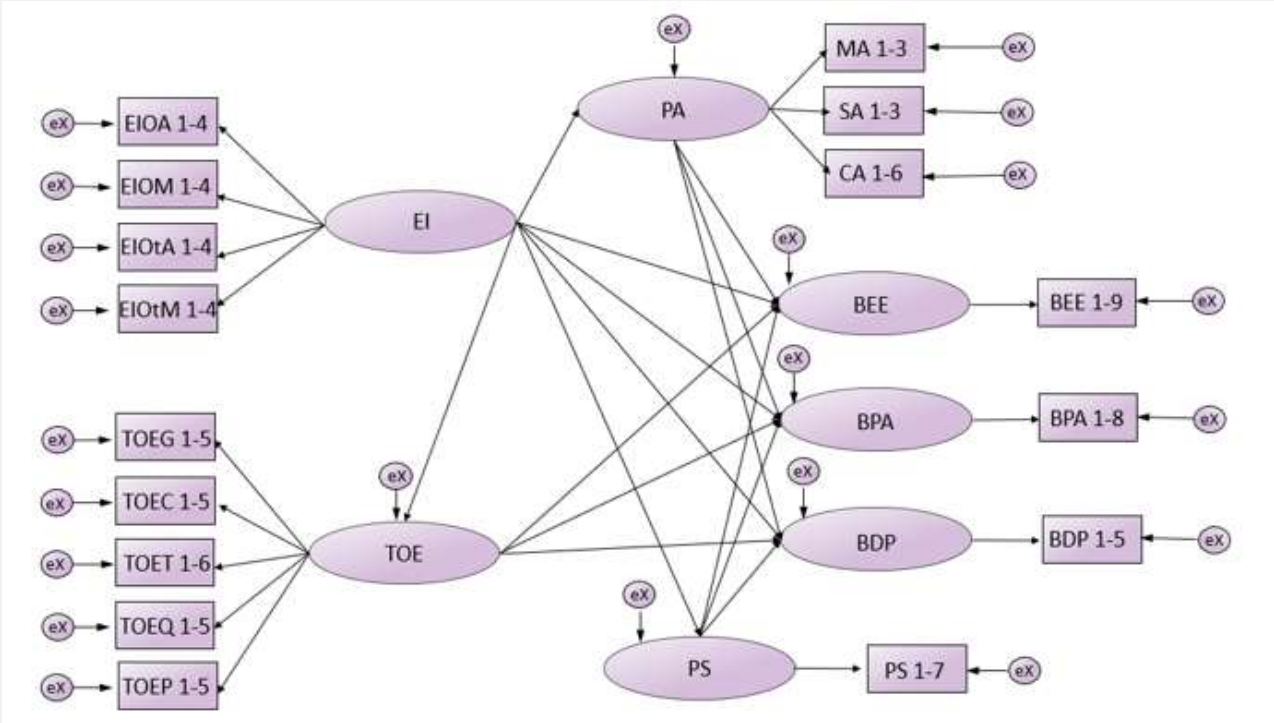 eX
PA
MA 1-3
eX
SA 1-3
eX
CA 1-6
eX
eX
EIOA 1-4
eX
EIOM 1-4
eX
EIOtA 1-4
eX
EIOtM 1-4
EI
eX
BEE
BEE 1-9
eX
eX
BPA
BPA 1-8
eX
eX
BDP
BDP 1-5
eX
eX
TOEG 1-5
eX
TOEC 1-5
eX
TOET 1-6
eX
TOEQ 1-5
eX
TOEP 1-5
eX
TOE
eX
PS
PS 1-7
eX